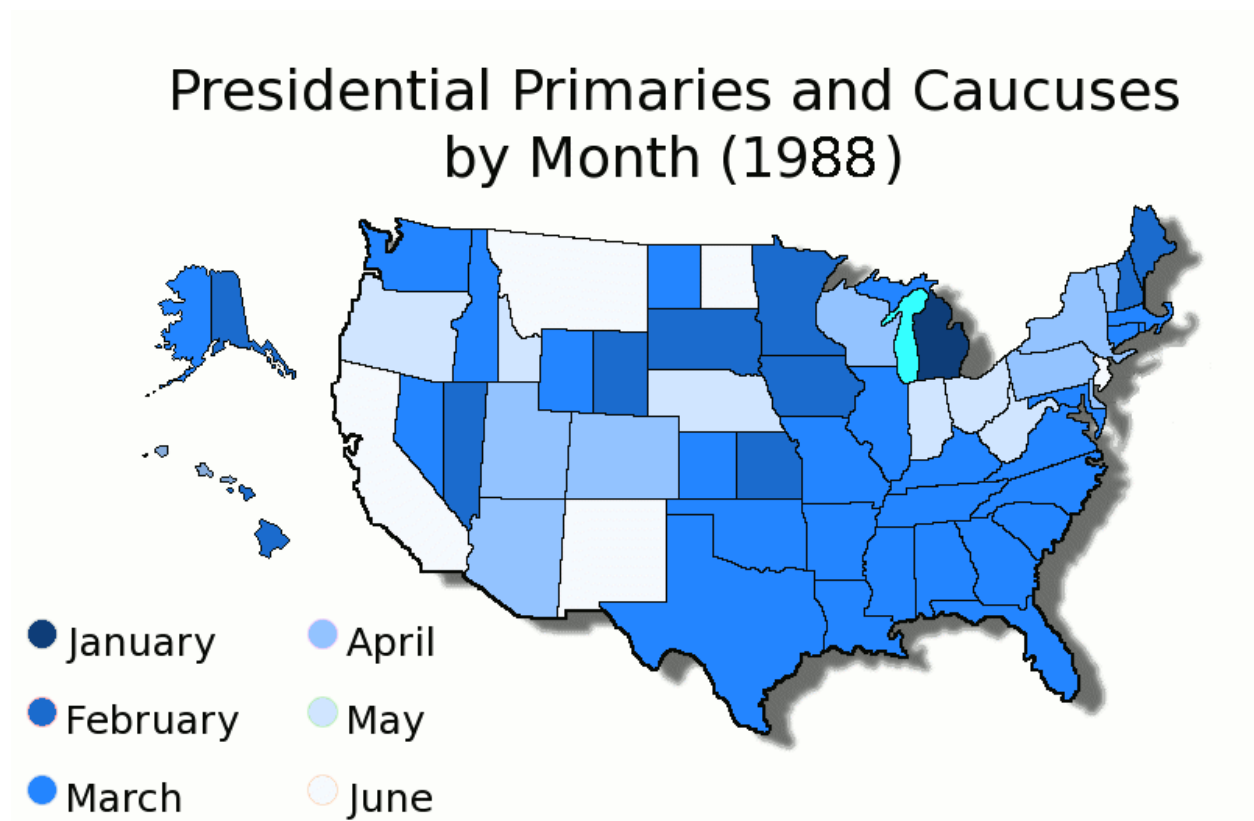 Presidential Primaries and Caucuses
by Month (1988)
January
February
March
April
May
June